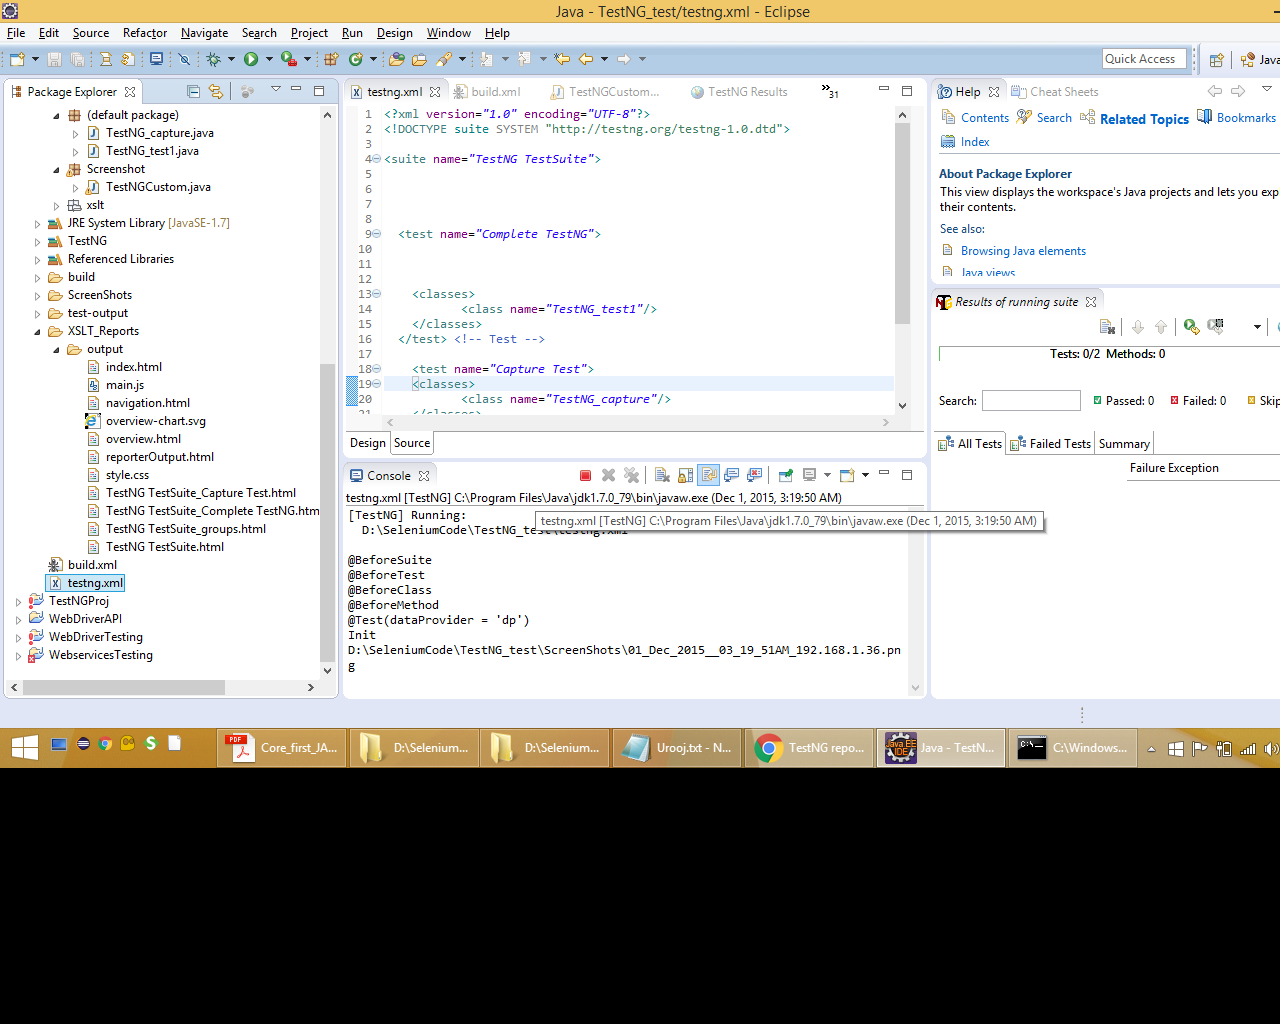 Java - TestNG_test/testng.xml - Eclipse
File Edit Source Refactor Navigate Search Project Run Design Window Help
Quick Access
Java
Package Explorer
(default package)
TestNG_capture.java
TestNG_test1.java
Screenshot
TestNGCustom.java
xslt
JRE System Library [JavaSE-1.7]
TestNG
Referenced Libraries
build
ScreenShots
test-output
XSLT_Reports
output
index.html
main.js
navigation.html
overview-chart.svg
overview.html
reporterOutput.html
style.css
TestNG TestSuite_Capture Test.html
TestNG TestSuite_Complete TestNG.htm
TestNG TestSuite_groups.html
TestNG TestSuite.html
build.xml
testng.xml
TestNGProj
WebDriverAPI
WebDriverTesting
WebservicesTesting
testng.xml build.xml TestNGCustom... TestNG Results »31
1 <?xml version="1.0" encoding="UTF-8"?>
2 <!DOCTYPE suite SYSTEM "http://testng.org/testng-1.0.dtd">
3
4 <suite name="TestNG TestSuite">
5
6
7
8
9 <test name="Complete TestNG">
10
11
12
13 <classes>
14 <class name="TestNG_test1"/>
15 </classes>
16 </test> <!-- Test -->
17
18 <test name="Capture Test">
19 <classes>
20 <class name="TestNG_capture"/>
21 </classes>
Design Source
Console
testng.xml [TestNG] C:\Program Files\Java\jdk1.7.0_79\bin\javaw.exe (Dec 1, 2015, 3:19:50 AM)
[TestNG] Running:
D:\SeleniumCode\TestNG_test\testng.xml
testng.xml [TestNG] C:\Program Files\Java\jdk1.7.0_79\bin\javaw.exe (Dec 1, 2015, 3:19:50 AM)
@BeforeSuite
@BeforeTest
@BeforeClass
@BeforeMethod
@Test(dataProvider = 'dp')
Init
D:\SeleniumCode\TestNG_test\ScreenShots\01_Dec_2015__03_19_51AM_192.168.1.36.pn
g
Help Cheat Sheets
Contents Search Related Topics Bookmarks
Index
About Package Explorer
This view displays the workspace's Java projects and lets you exp
their contents.
See also:
Browsing Java elements
Java views
Results of running suite
Tests: 0/2 Methods: 0
Search: Passed: 0 Failed: 0 Skip
All Tests Failed Tests Summary
Failure Exception
PDF Core_first_JA... D:\Selenium... D:\Selenium... Urooj.txt - N... TestNG repo... Java EE IDE Java - TestN... C:\Windows...